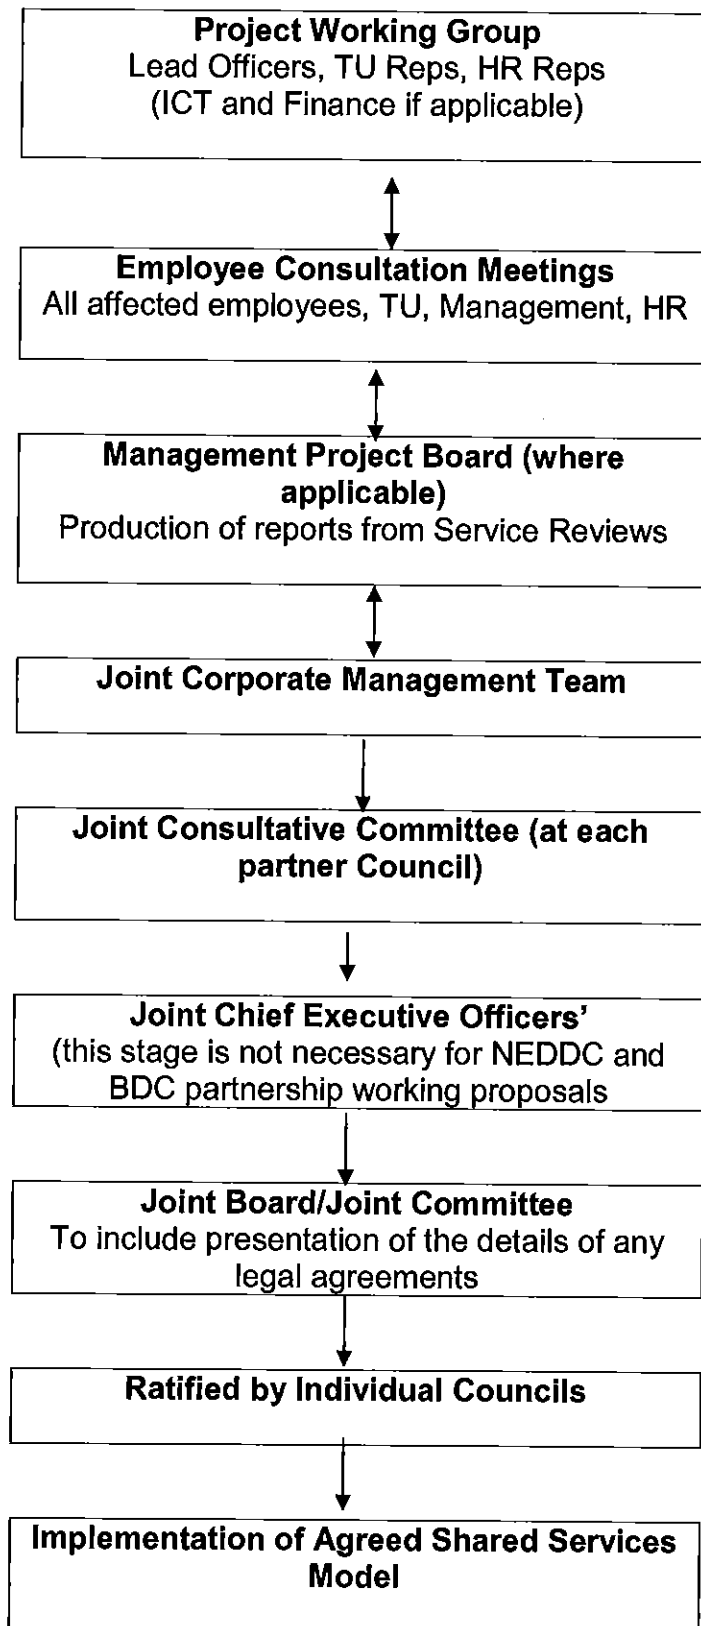 Project Working Group
Lead Officers, TU Reps, HR Reps
(ICT and Finance if applicable)
Employee Consultation Meetings
All affected employees, TU, Management, HR
Management Project Board (where
applicable)
Production of reports from Service Reviews
Joint Corporate Management Team
Joint Consultative Committee (at each
partner Council)
Joint Chief Executive Officers’
(this stage is not necessary for NEDDC and
BDC partnership working proposals
Joint Board/Joint Committee
To include presentation of the details of any
legal agreements
Ratified by Individual Councils
Implementation of Agreed Shared Services
Model